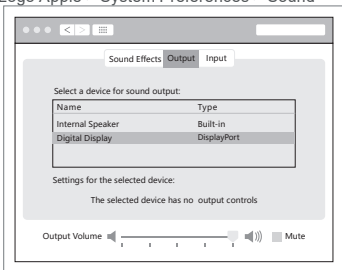 Logo Apple > System Preferences > Sound
Sound Effects Output Input
Select a device for sound output:
Name Type
Internal Speaker Built-in
Digital Display DisplayPort
Settings for the selected device:
The selected device has no output controls
Output Volume Mute